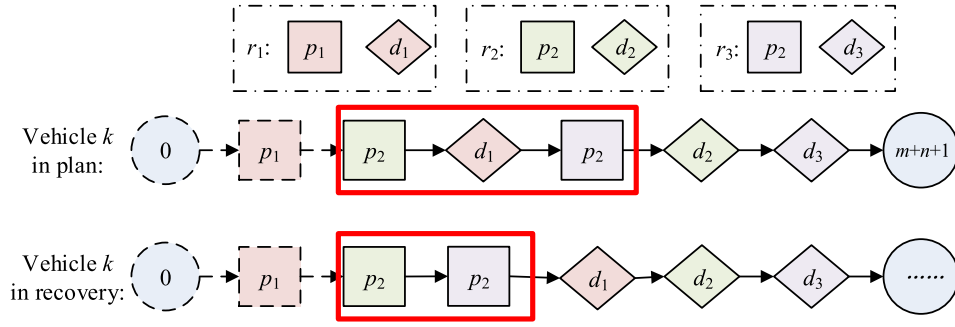 r1: p1 d1 r2: p2 d2 r3: p2 d3
Vehicle k
in plan:
0 p1 p2 d1 p2 d2 d3 m+n+1
Vehicle k
in recovery:
0 p1 p2 p2 d1 d2 d3 ······